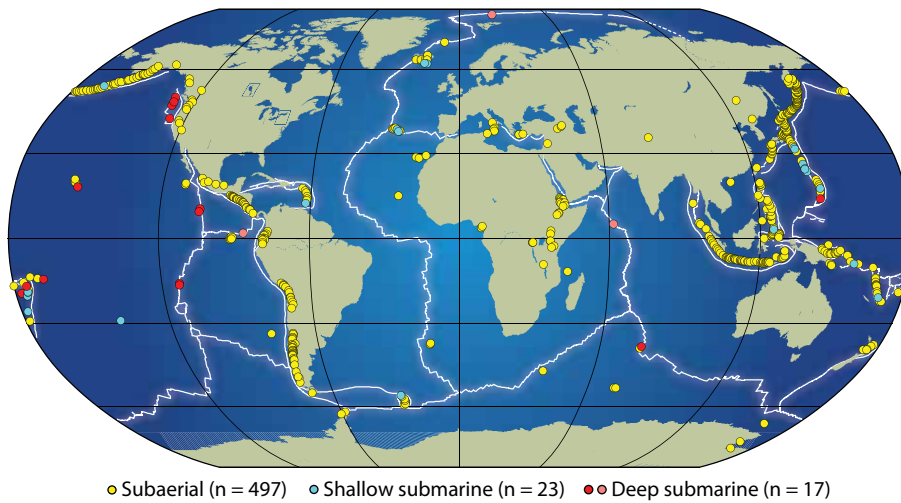 Subaerial (n = 497) Shallow submarine (n = 23) Deep submarine (n = 17)